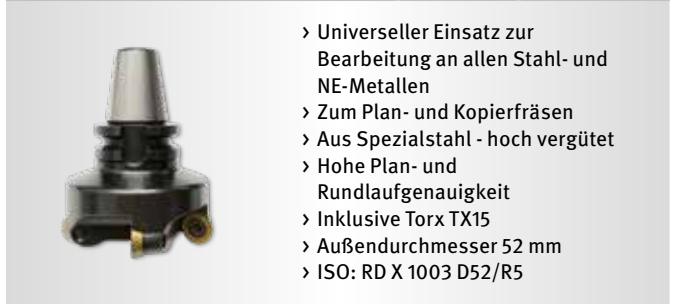 > Universeller Einsatz zur
Bearbeitung an allen Stahl- und
NE-Metallen
> Zum Plan- und Kopierfräsen
> Aus Spezialstahl - hoch vergütet
> Hohe Plan- und
Rundlaufgenauigkeit
> Inklusive Torx TX15
> Außendurchmesser 52 mm
> ISO: RD X 1003 D52/R5